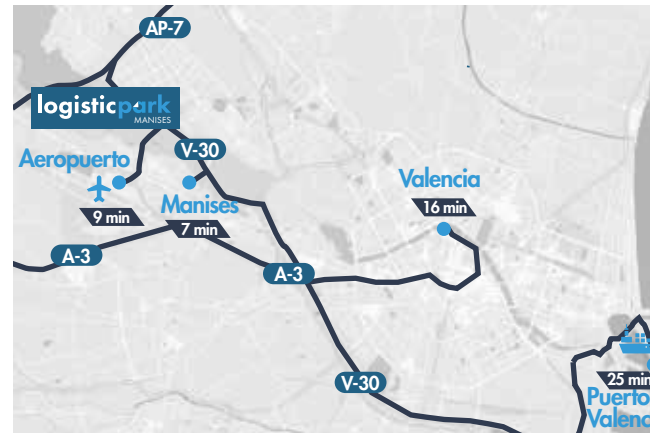 AP-7
logisticpark
MANISES
V-30
Aeropuerto
9 min
Manises
7 min
Valencia
16 min
A-3
A-3
V-30
25 min
Puerto
Valenc